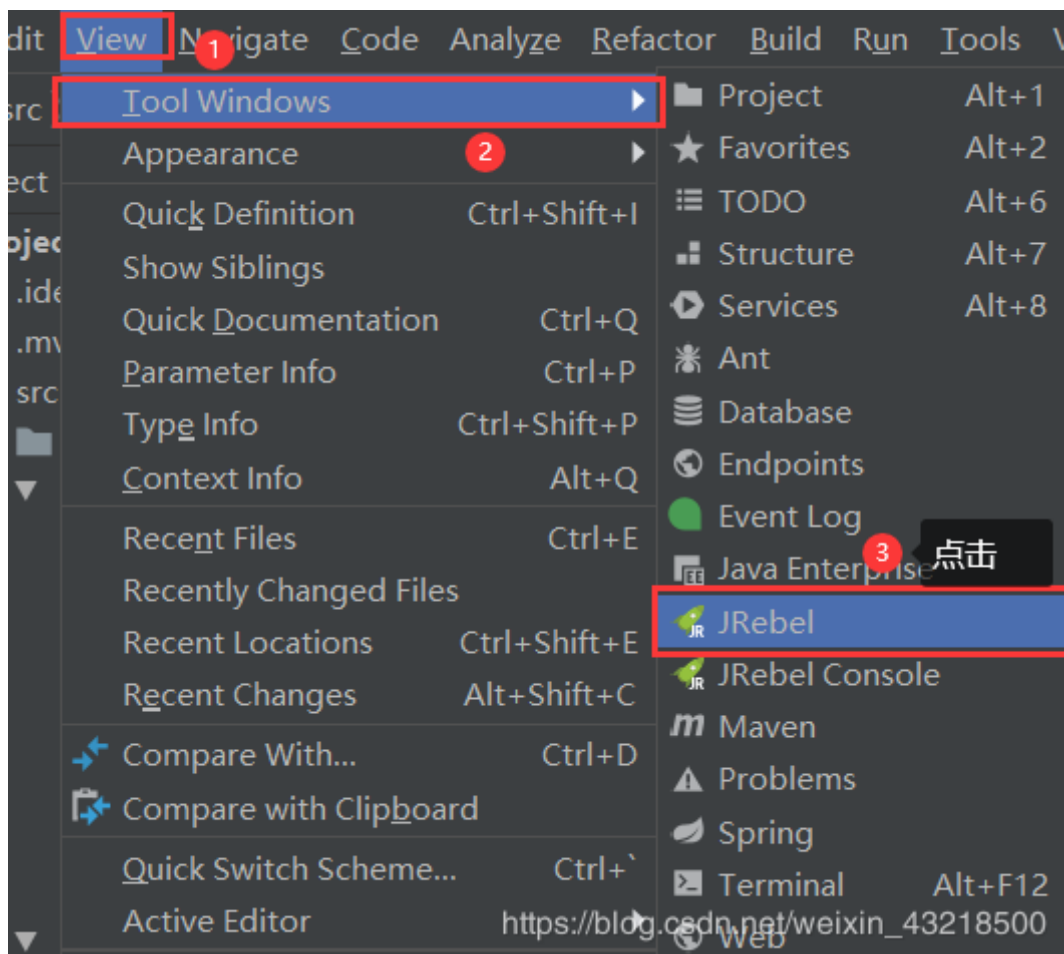 dit View Navigate Code Analyze Refactor Build Run Tools
1
src Tool Windows
2
Appearance
ect
Quick Definition Ctrl+Shift+I
ojec
Show Siblings
.ide
Quick Documentation Ctrl+Q
.mv
Parameter Info Ctrl+P
src
Type Info Ctrl+Shift+P
Context Info Alt+Q
Recent Files Ctrl+E
Recently Changed Files
Recent Locations Ctrl+Shift+E
Recent Changes Alt+Shift+C
Compare With... Ctrl+D
Compare with Clipboard
Quick Switch Scheme... Ctrl+`
Active Editor
Project Alt+1
Favorites Alt+2
TODO Alt+6
Structure Alt+7
Services Alt+8
Ant
Database
Endpoints
Event Log
3 点击
EE Java Enterprise
JR JRebel
JR JRebel Console
m Maven
Problems
Spring
Terminal Alt+F12
Web
https://blog.csdn.net/weixin_43218500